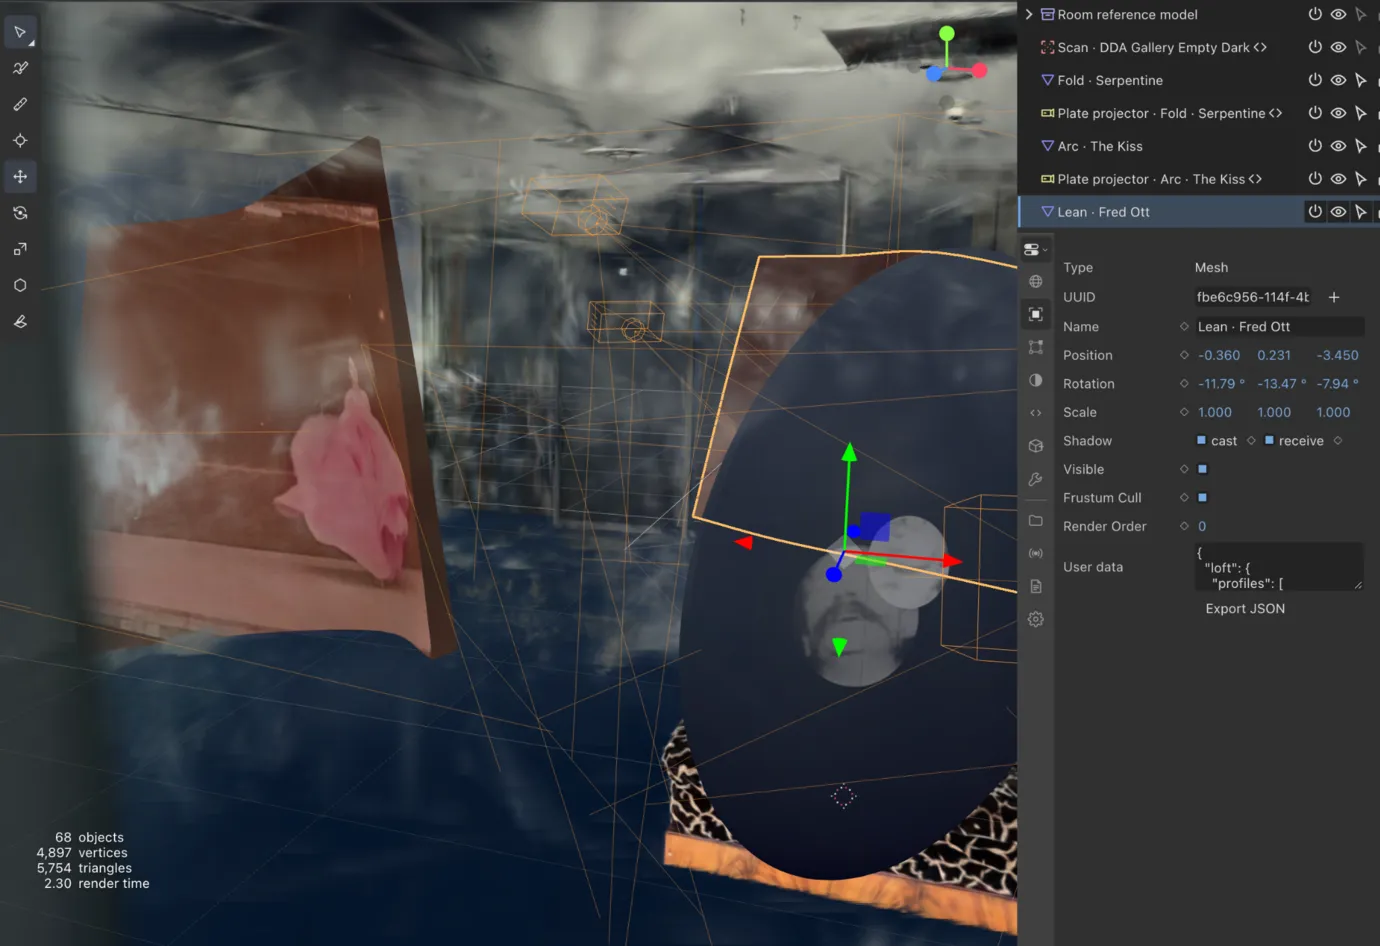 Room reference model
Scan · DDA Gallery Empty Dark <>
Fold · Serpentine
Plate projector · Fold · Serpentine <>
Arc · The Kiss
Plate projector · Arc · The Kiss <>
Lean · Fred Ott
Type Mesh
UUID fbe6c956-114f-4b +
Name Lean · Fred Ott
Position -0.360 0.231 -3.450
Rotation -11.79 ° -13.47 ° -7.94 °
Scale 1.000 1.000 1.000
Shadow cast receive
Visible
Frustum Cull
Render Order 0
User data {
"loft": {
"profiles": [
Export JSON
68 objects
4,897 vertices
5,754 triangles
2.30 render time